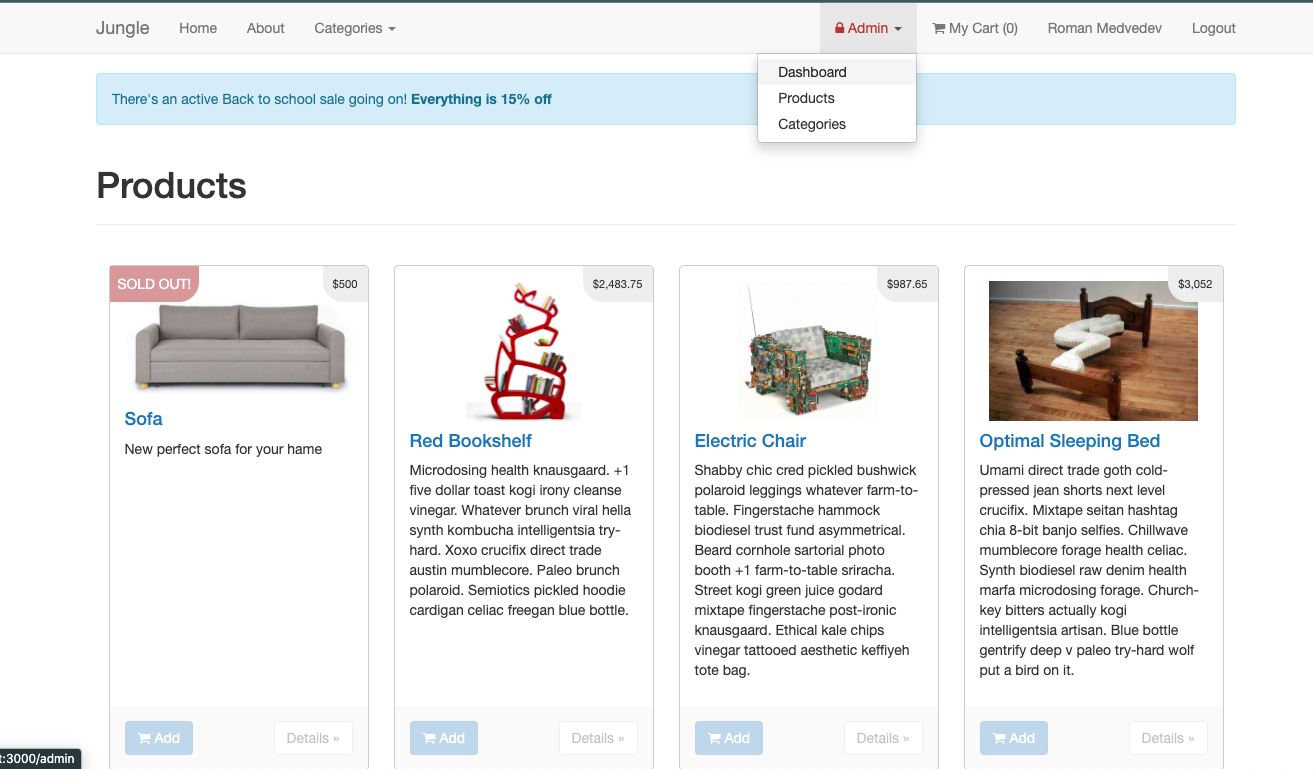 Jungle Home About Categories Admin My Cart (0) Roman Medvedev Logout
Dashboard
Products
Categories
There's an active Back to school sale going on! Everything is 15% off
Products
SOLD OUT!
$500
Sofa
New perfect sofa for your hame
Add
Details »
$2,483.75
Red Bookshelf
Microdosing health knausgaard. +1
five dollar toast kogi irony cleanse
vinegar. Whatever brunch viral hella
synth kombucha intelligentsia try-
hard. Xoxo crucifix direct trade
austin mumblecore. Paleo brunch
polaroid. Semiotics pickled hoodie
cardigan celiac freegan blue bottle.
Add
Details »
$987.65
Electric Chair
Shabby chic cred pickled bushwick
polaroid leggings whatever farm-to-
table. Fingerstache hammock
biodiesel trust fund asymmetrical.
Beard cornhole sartorial photo
booth +1 farm-to-table sriracha.
Street kogi green juice godard
mixtape fingerstache post-ironic
knausgaard. Ethical kale chips
vinegar tattooed aesthetic keffiyeh
tote bag.
Add
Details »
$3,052
Optimal Sleeping Bed
Umami direct trade goth cold-
pressed jean shorts next level
crucifix. Mixtape seitan hashtag
chia 8-bit banjo selfies. Chillwave
mumblecore forage health celiac.
Synth biodiesel raw denim health
marfa microdosing forage. Church-
key bitters actually kogi
intelligentsia artisan. Blue bottle
gentrify deep v paleo try-hard wolf
put a bird on it.
Add
Details »
t:3000/admin